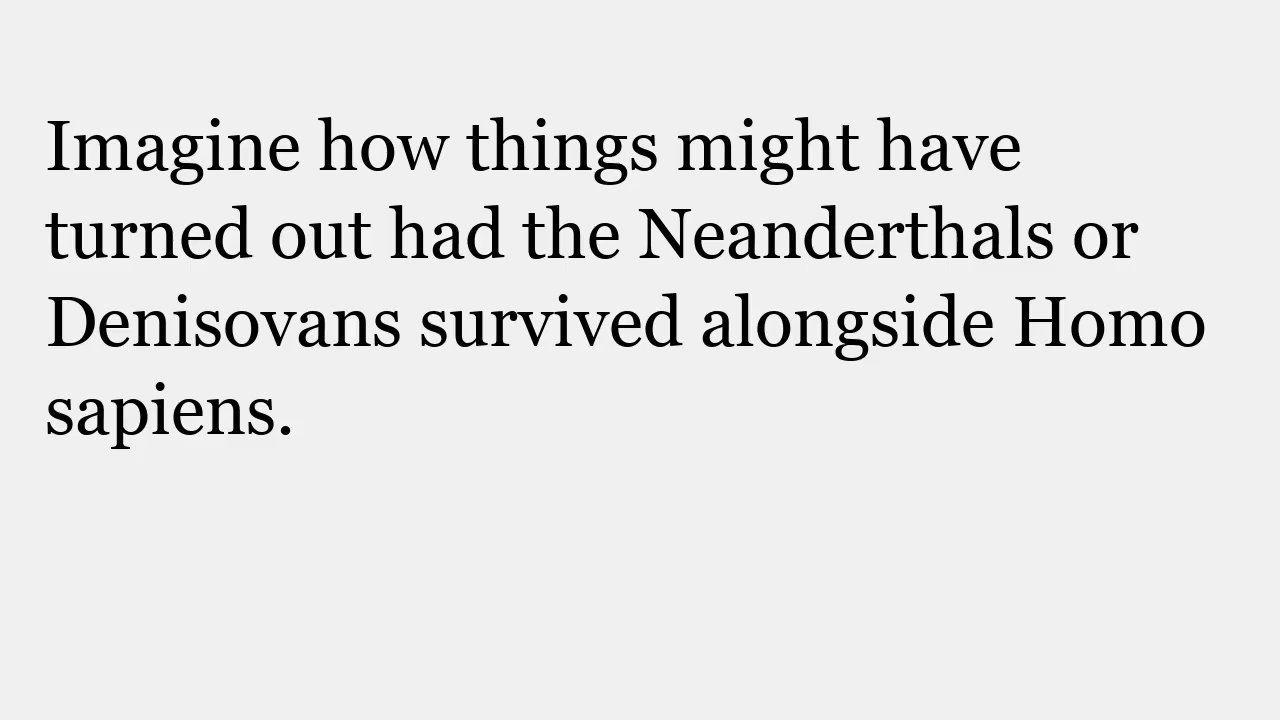 Imagine how things might have
turned out had the Neanderthals or
Denisovans survived alongside Homo
sapiens.